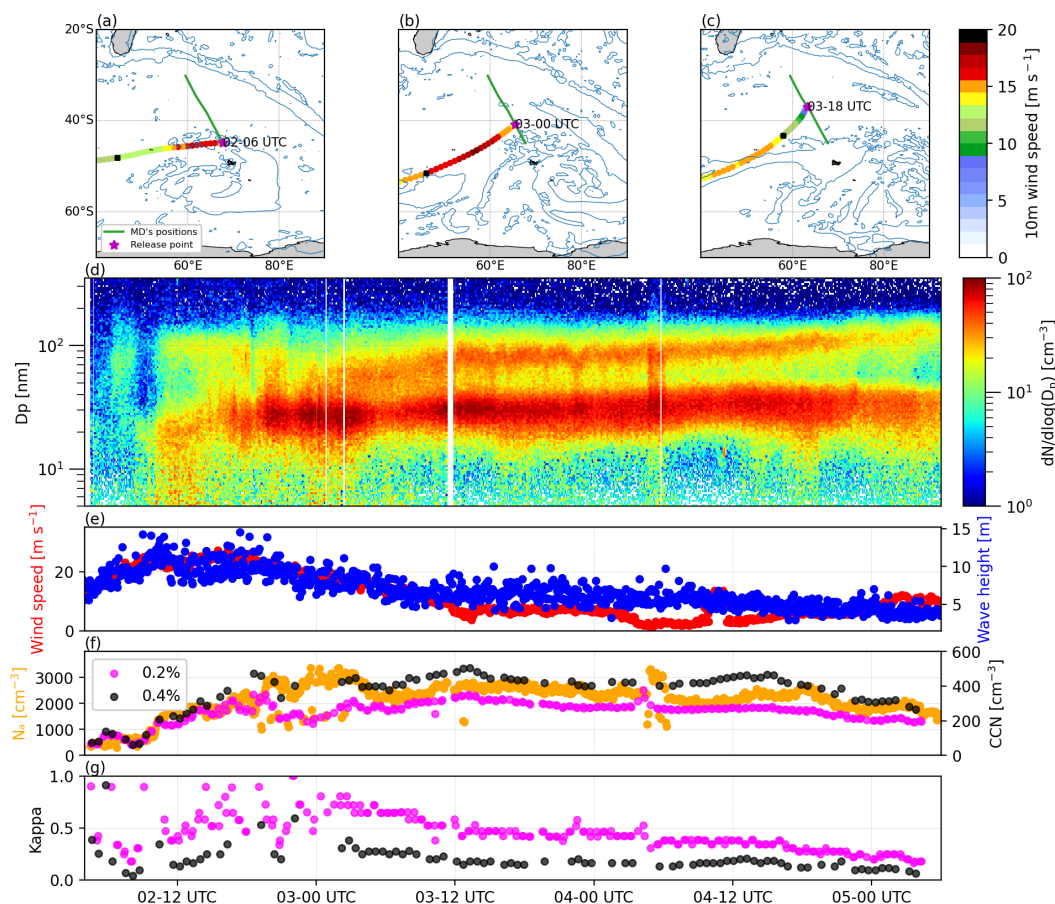 (a)
(b)
(c)
20°S
40°S
60°S
02-06 UTC
03-00 UTC
03-18 UTC
MD's positions
Release point
60°E
80°E
60°E
80°E
60°E
80°E
20
15
10
5
0
10m wind speed [m s⁻¹]
(d)
Dp [nm]
10²
10¹
10²
10¹
10⁰
dN/dlog(Dₚ) [cm⁻³]
(e)
Wind speed [m s⁻¹]
20
0
15
10
5
Wave height [m]
(f)
Nₐ [cm⁻³]
3000
2000
1000
0
0.2%
0.4%
600
400
200
0
CCN [cm⁻³]
(g)
Kappa
1.0
0.5
0.0
02-12 UTC
03-00 UTC
03-12 UTC
04-00 UTC
04-12 UTC
05-00 UTC